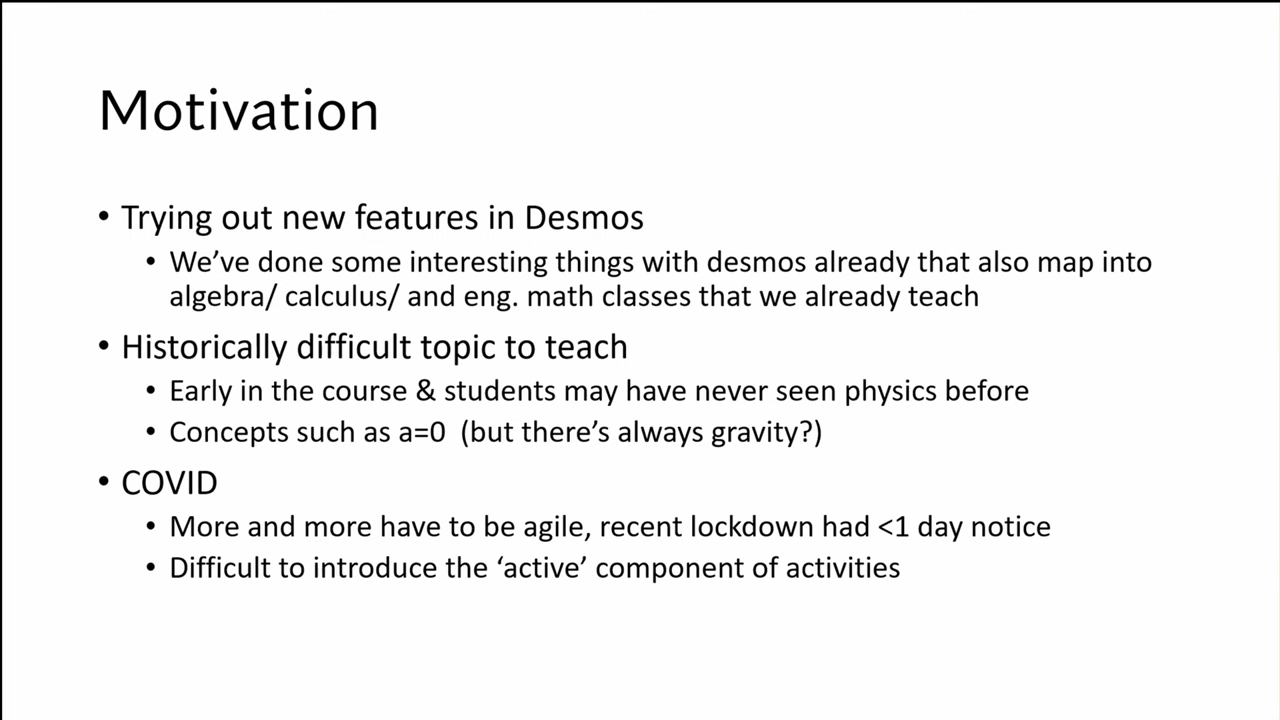 Motivation
• Trying out new features in Desmos
• We’ve done some interesting things with desmos already that also map into
algebra/ calculus/ and eng. math classes that we already teach
• Historically difficult topic to teach
• Early in the course & students may have never seen physics before
• Concepts such as a=0  (but there’s always gravity?)
• COVID
• More and more have to be agile, recent lockdown had <1 day notice
• Difficult to introduce the ‘active’ component of activities